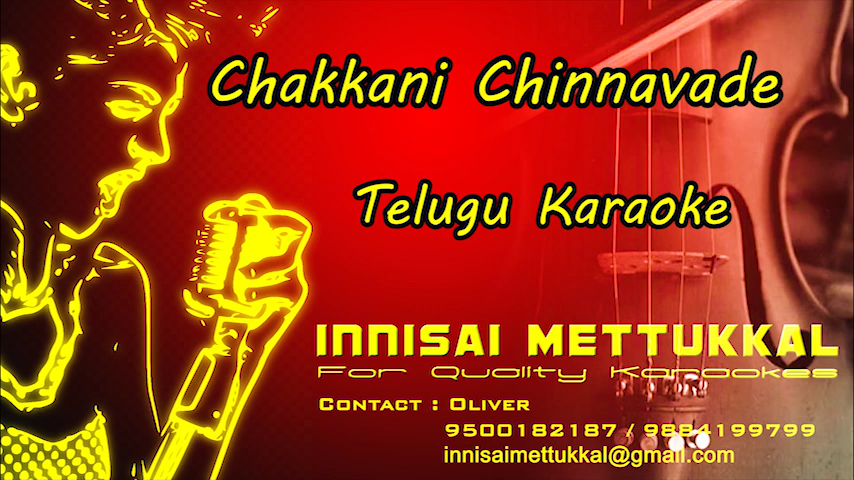 Chakkani Chinnavade
Telugu Karaoke
INNISAI METTUKKAL
For Quality Karaokes
Contact : Oliver
9500182187 / 9884199799
innisaimettukkal@gmail.com